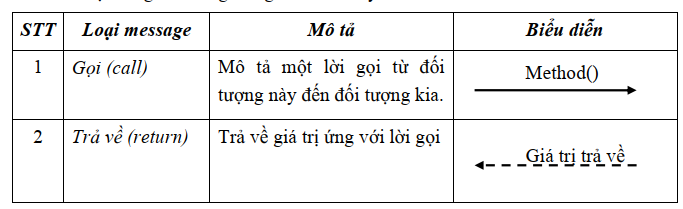 STT Loại message Mô tả Biểu diễn
1 Gọi (call) Mô tả một lời gọi từ đối tượng này đến đối tượng kia. Method()
2 Trả về (return) Trả về giá trị ứng với lời gọi Giá trị trả về